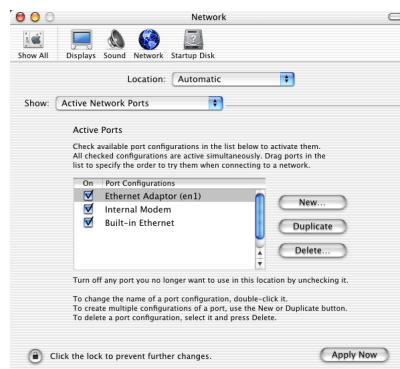 Network
Show All Displays Sound Network Startup Disk
Location: Automatic
Show: Active Network Ports
Active Ports
Check available port configurations in the list below to activate them.
All checked configurations are active simultaneously. Drag ports in the
list to specify the order to try them when connecting to a network.
On Port Configurations
Ethernet Adaptor (en1)
Internal Modem
Built-in Ethernet
New...
Duplicate
Delete...
Turn off any port you no longer want to use in this location by unchecking it.
To change the name of a port configuration, double-click it.
To create multiple configurations of a port, use the New or Duplicate button.
To delete a port configuration, select it and press Delete.
Click the lock to prevent further changes.
Apply Now